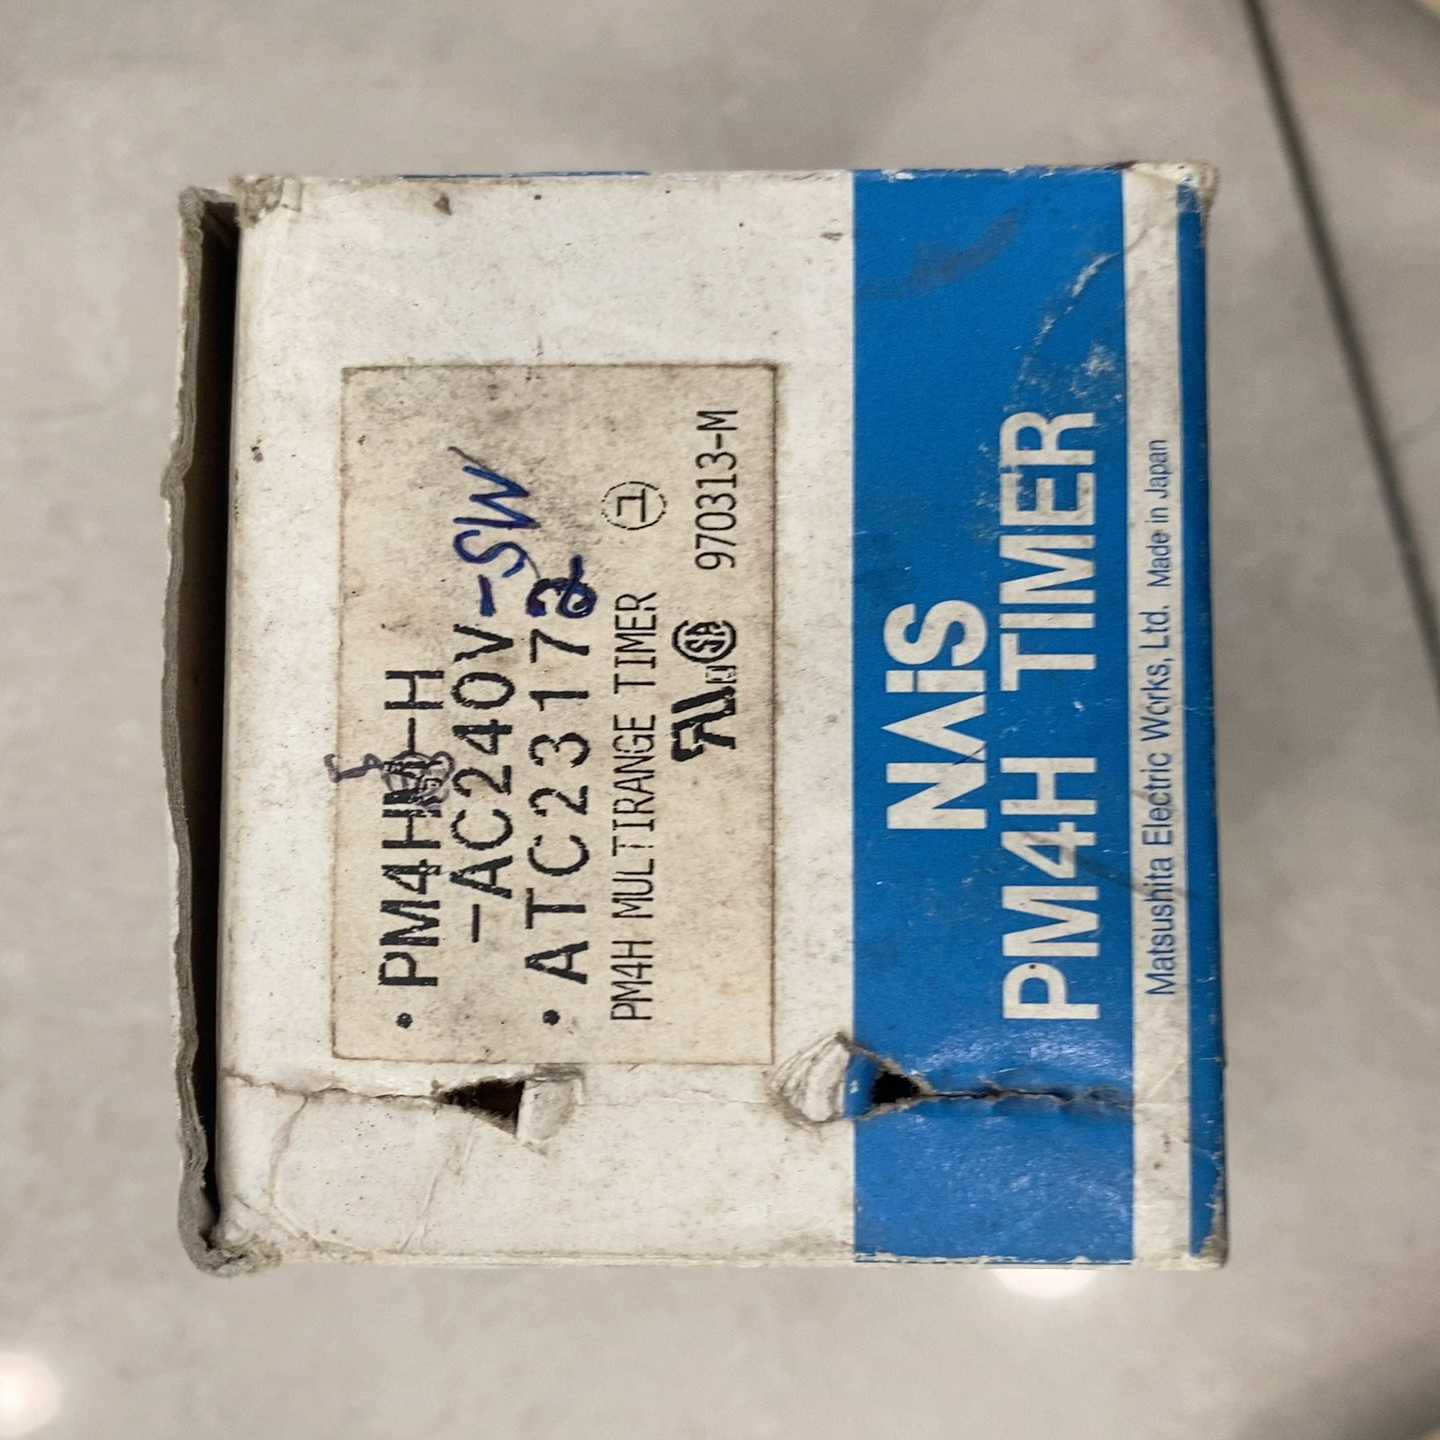 • PM4HM-H
-AC240V-SW
• ATC23172
PM4H MULTIRANGE TIMER
970313-M
NAiS
PM4H TIMER
Matsushita Electric Works, Ltd. Made in Japan